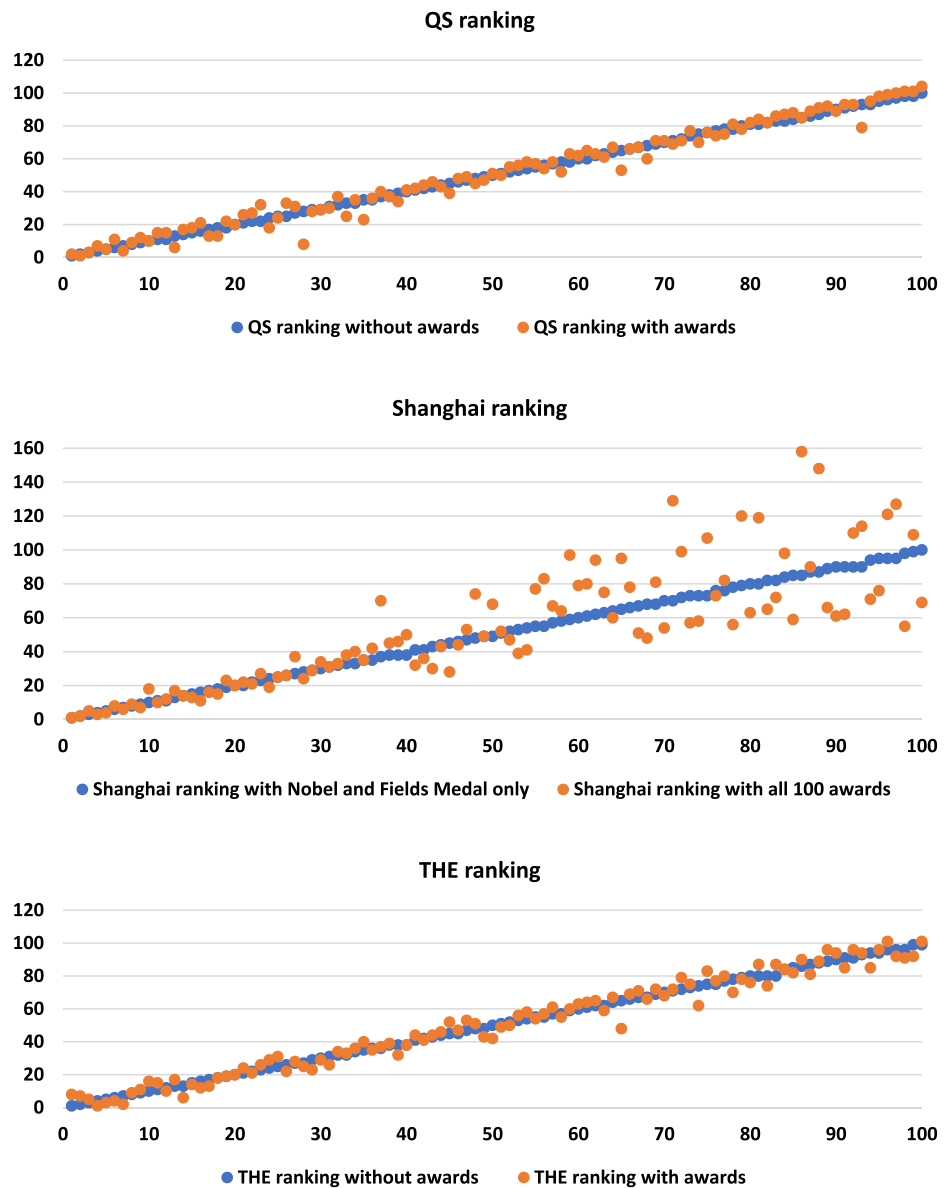 QS ranking
120
100
80
60
40
20
0
0 10 20 30 40 50 60 70 80 90 100
QS ranking without awards QS ranking with awards
Shanghai ranking
160
140
120
100
80
60
40
20
0
0 10 20 30 40 50 60 70 80 90 100
Shanghai ranking with Nobel and Fields Medal only Shanghai ranking with all 100 awards
THE ranking
120
100
80
60
40
20
0
0 10 20 30 40 50 60 70 80 90 100
THE ranking without awards THE ranking with awards